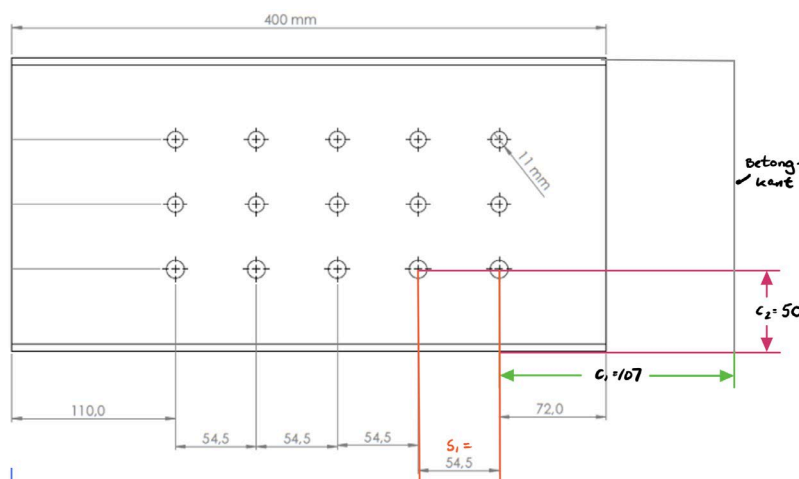 400 mm
11 mm
Betong-
kant
c₂=50
c₁=107
110,0
72,0
54,5
54,5
54,5
S₁=
54,5